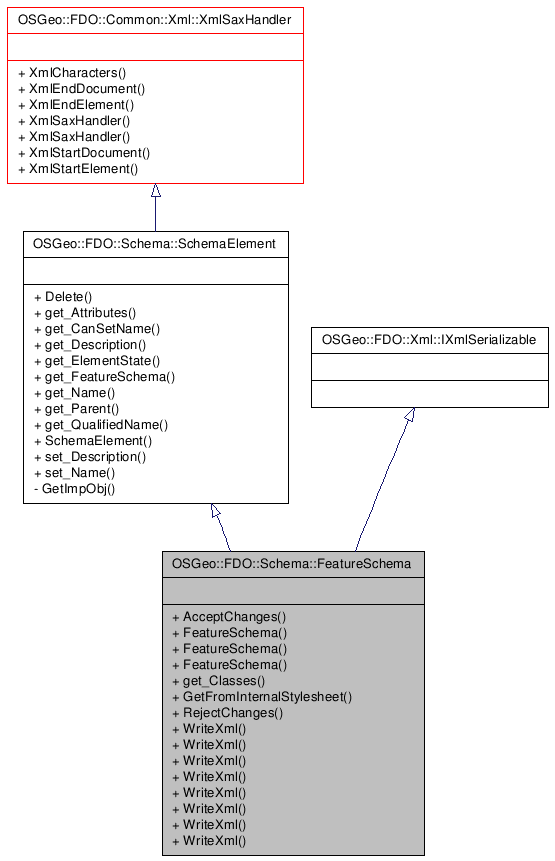 OSGeo::FDO::Common::Xml::XmlSaxHandler
+ XmlCharacters()
+ XmlEndDocument()
+ XmlEndElement()
+ XmlSaxHandler()
+ XmlSaxHandler()
+ XmlStartDocument()
+ XmlStartElement()
OSGeo::FDO::Schema::SchemaElement
+ Delete()
+ get_Attributes()
+ get_CanSetName()
+ get_Description()
+ get_ElementState()
+ get_FeatureSchema()
+ get_Name()
+ get_Parent()
+ get_QualifiedName()
+ SchemaElement()
+ set_Description()
+ set_Name()
- GetImpObj()
OSGeo::FDO::Xml::IXmlSerializable
OSGeo::FDO::Schema::FeatureSchema
+ AcceptChanges()
+ FeatureSchema()
+ FeatureSchema()
+ FeatureSchema()
+ get_Classes()
+ GetFromInternalStylesheet()
+ RejectChanges()
+ WriteXml()
+ WriteXml()
+ WriteXml()
+ WriteXml()
+ WriteXml()
+ WriteXml()
+ WriteXml()
+ WriteXml()